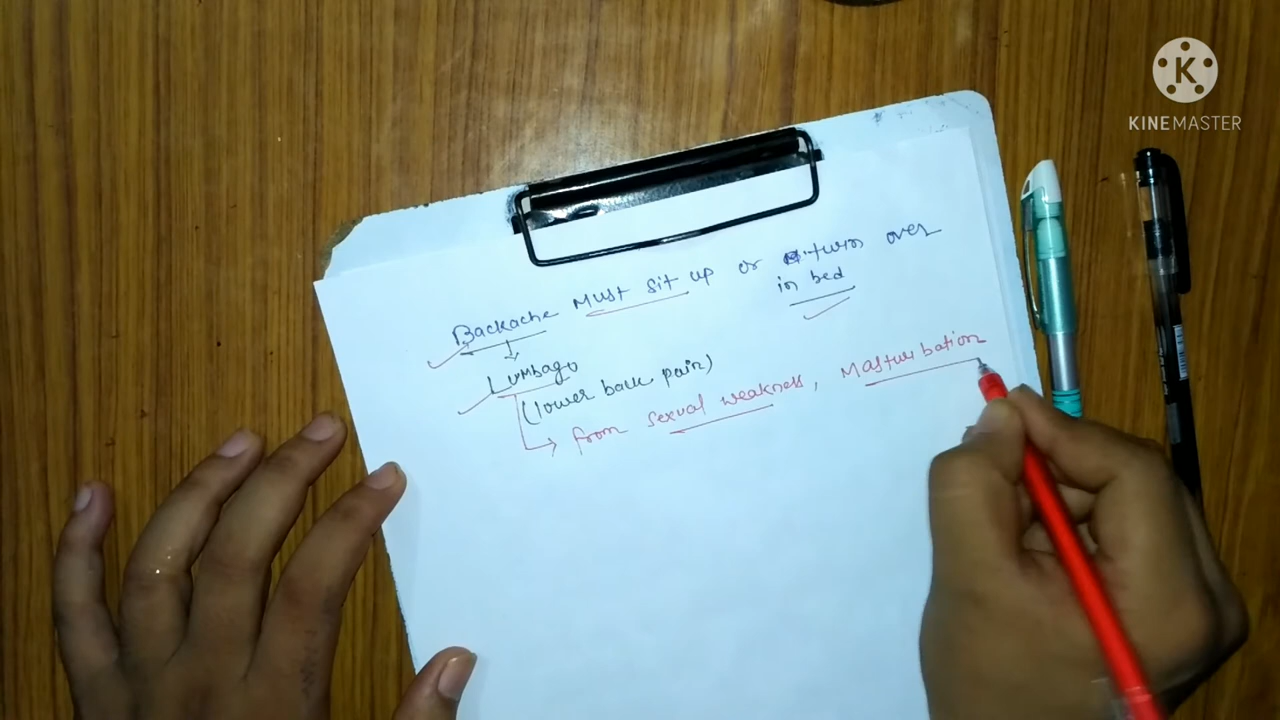 KINEMASTER
Backache Must sit up or turn over
in bed
Lumbago
(lower back pain)
from sexual weakness, Masturbation